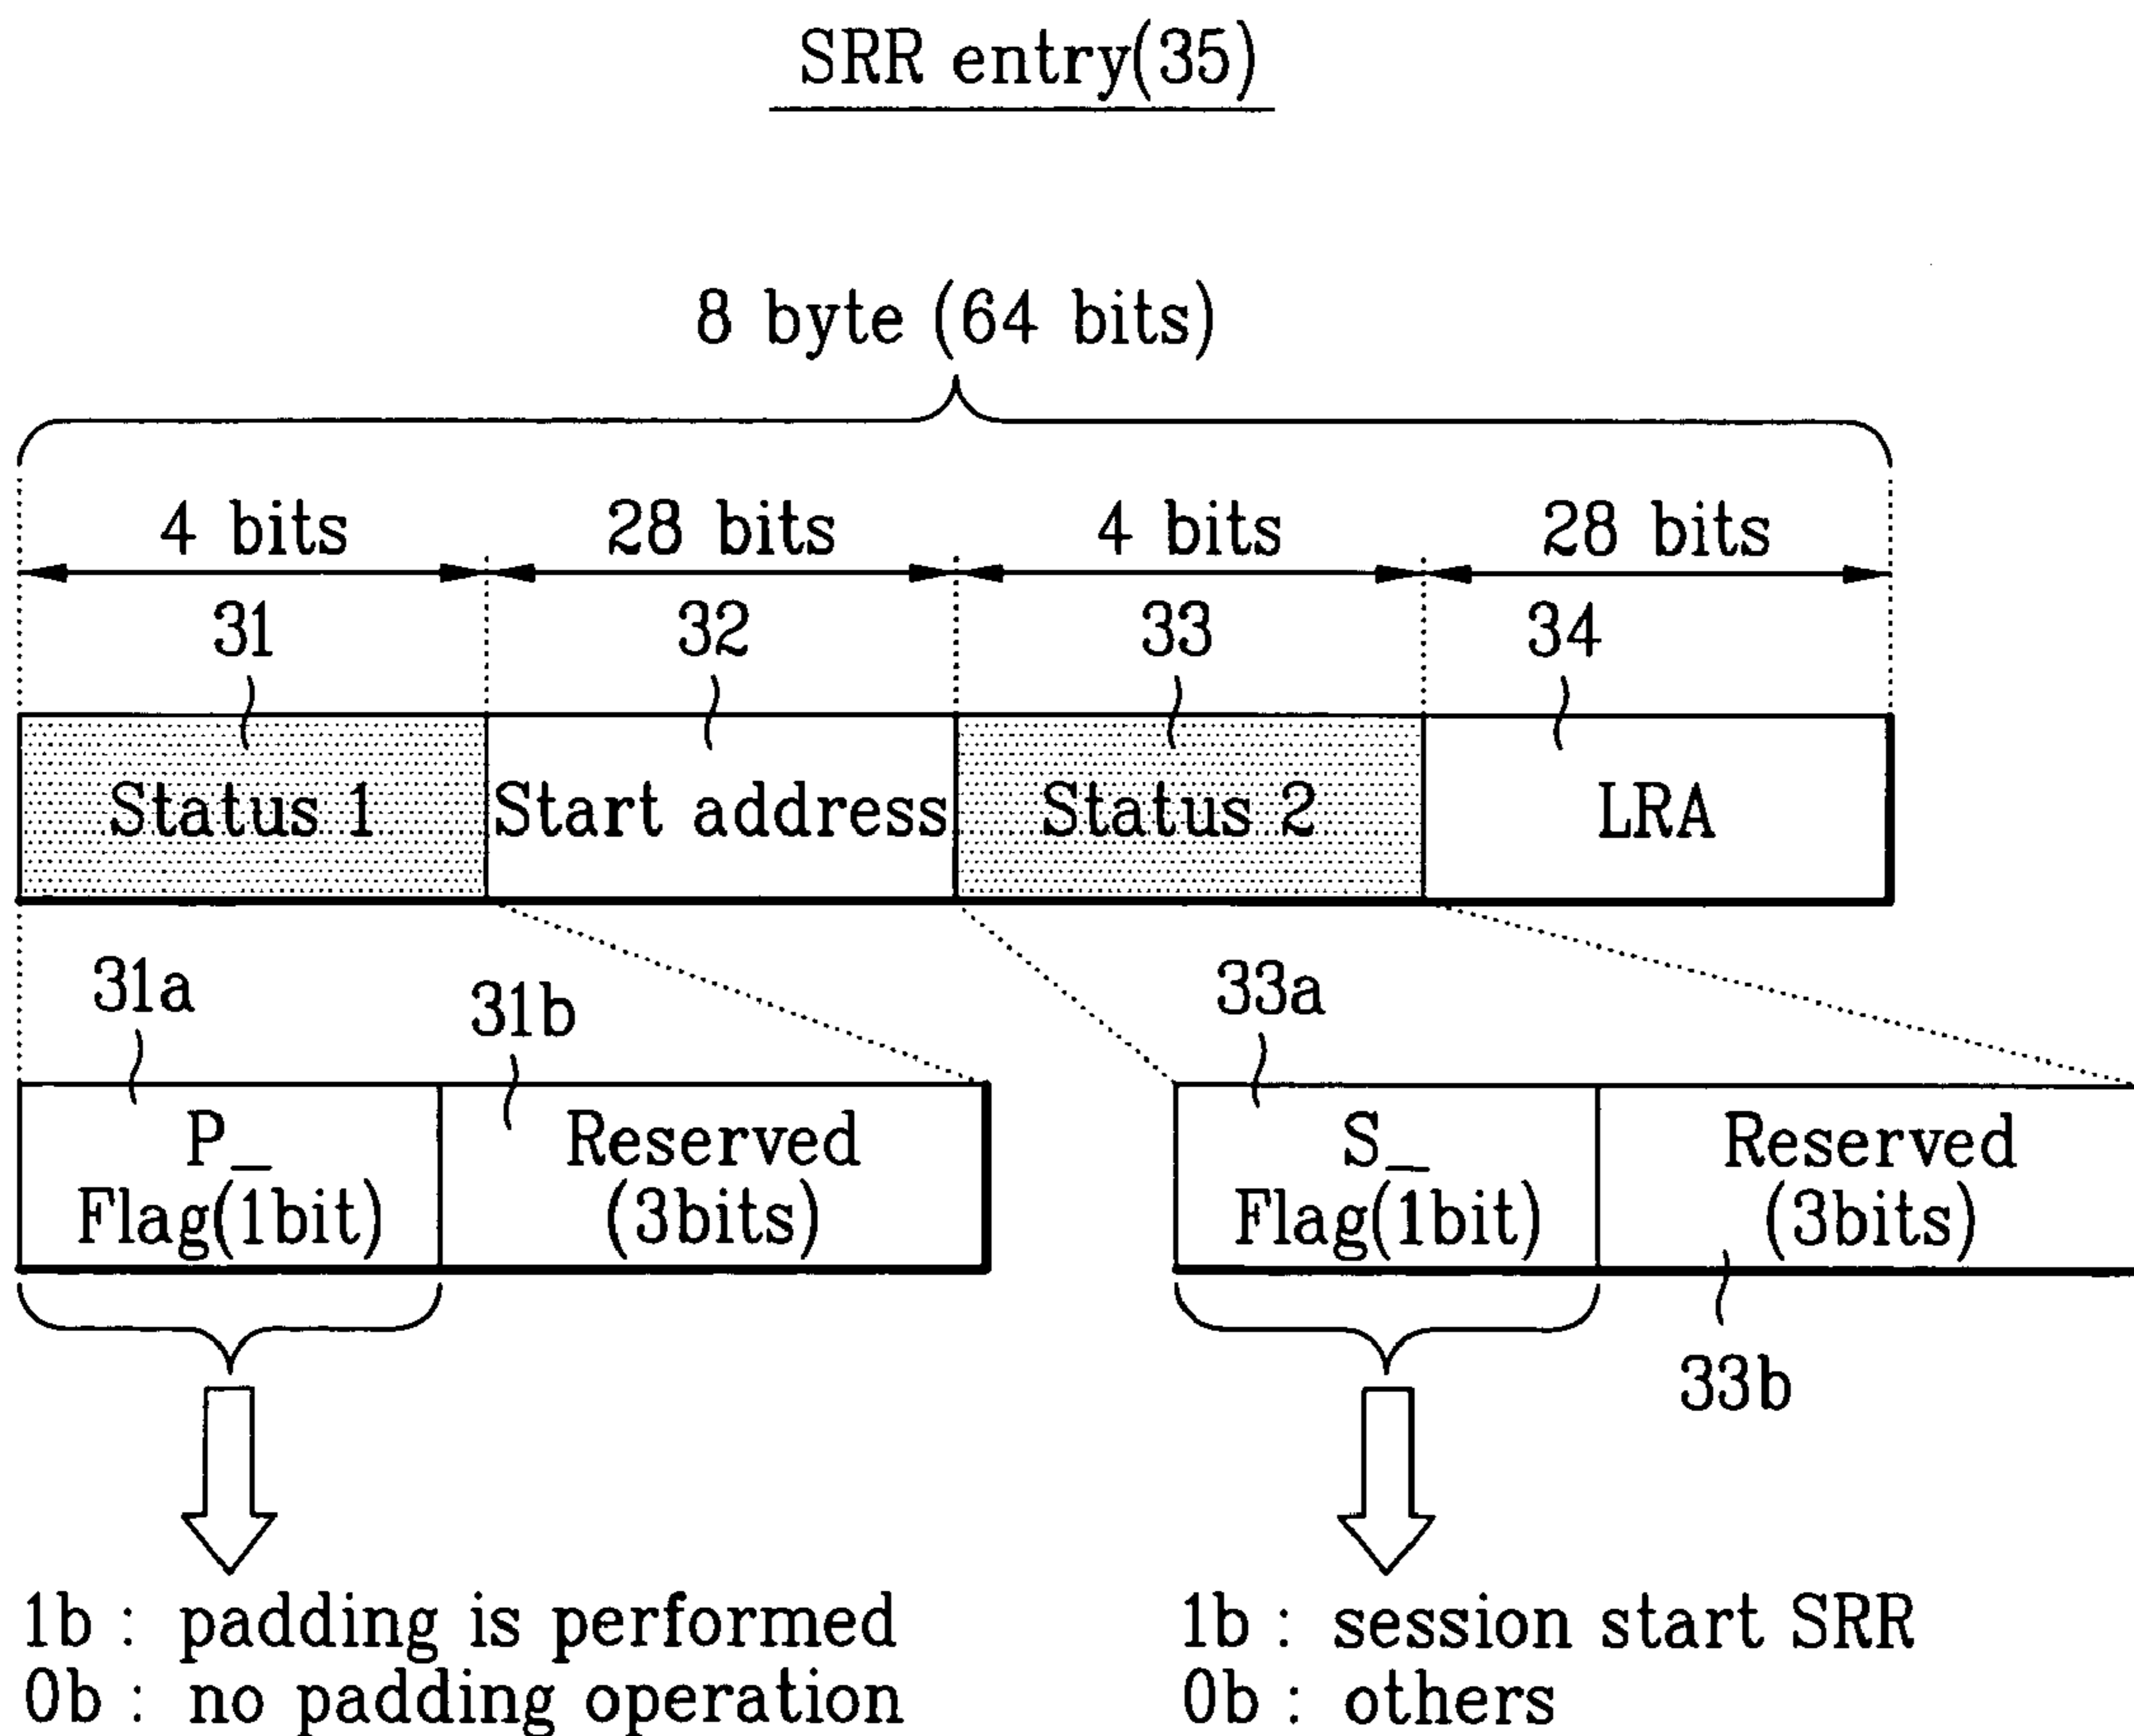 SRR entry(35)
8 byte (64 bits)
4 bits 28 bits 4 bits 28 bits
31 32 33 34
Status 1 Start address Status 2 LRA
31a 31b 33a
P_ Flag(1bit) Reserved (3bits) S_ Flag(1bit) Reserved (3bits)
33b
1b : padding is performed
0b : no padding operation
1b : session start SRR
0b : others